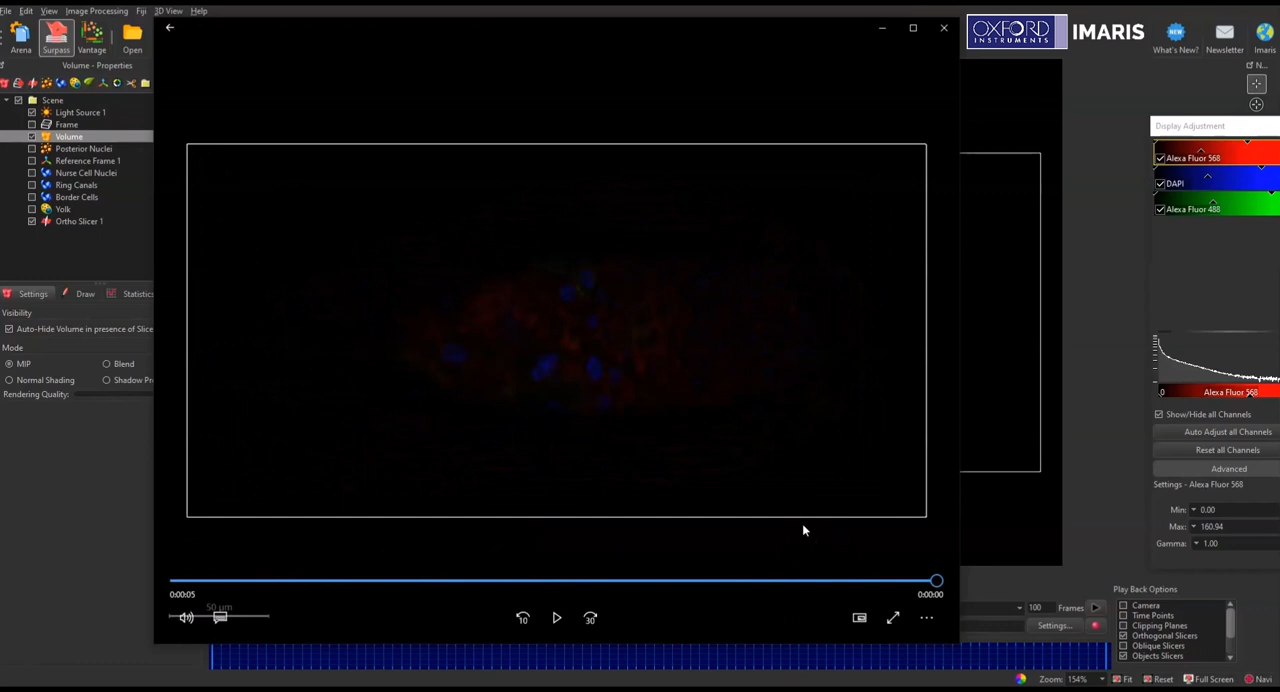 File Edit View Image Processing Fiji 3D View Help
Arena Surpass Vantage Open
OXFORD INSTRUMENTS IMARIS
What's New? Newsletter Imaris
Volume - Properties
N...
Scene
Light Source 1
Frame
Volume
Posterior Nuclei
Reference Frame 1
Nurse Cell Nuclei
Ring Canals
Border Cells
Yolk
Ortho Slicer 1
Settings Draw Statistics
Visibility
Auto-Hide Volume in presence of Slice
Mode
MIP Blend
Normal Shading Shadow Pr
Rendering Quality:
0:00:05 0:00:00
50 µm
10 30
Display Adjustment
Alexa Fluor 568
DAPI
Alexa Fluor 488
0 Alexa Fluor 568
Show/Hide all Channels
Auto Adjust all Channels
Reset all Channels
Advanced
Settings - Alexa Fluor 568
Min: 0.00
Max: 160.94
Gamma: 1.00
100 Frames
Settings...
Play Back Options
Camera
Time Points
Clipping Planes
Orthogonal Slicers
Oblique Slicers
Objects Slicers
Zoom: 154% Fit Reset Full Screen Navi